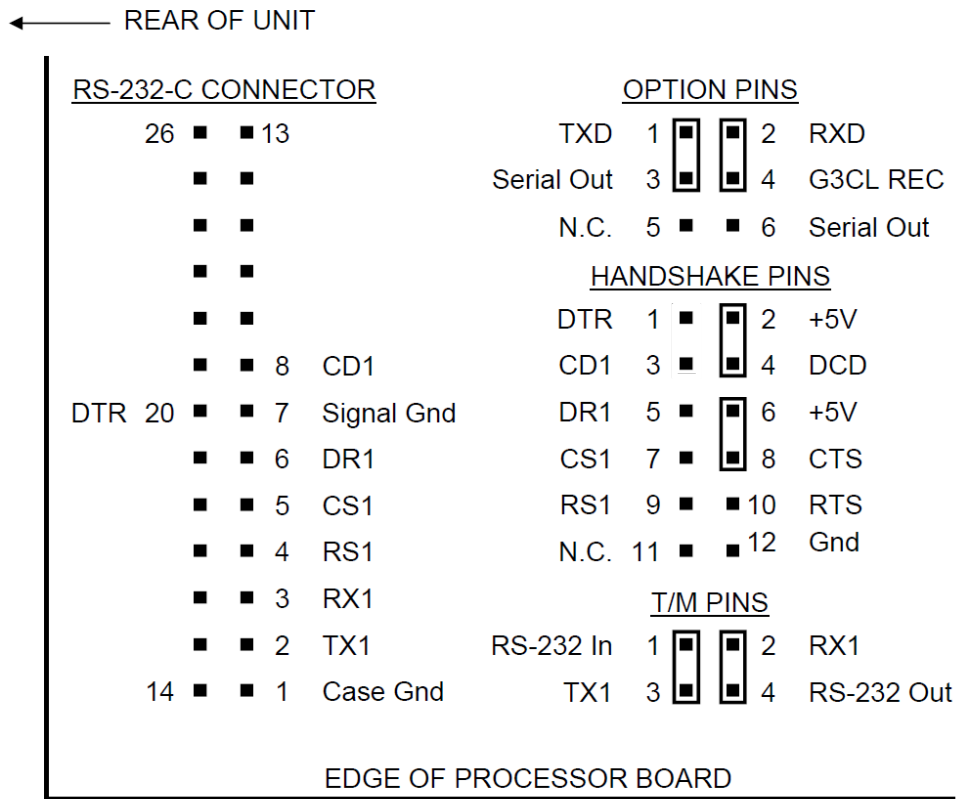 REAR OF UNIT
RS-232-C CONNECTOR
26 13
8 CD1
DTR 20 7 Signal Gnd
6 DR1
5 CS1
4 RS1
3 RX1
2 TX1
14 1 Case Gnd
OPTION PINS
TXD 1 2 RXD
Serial Out 3 4 G3CL REC
N.C. 5 6 Serial Out
HANDSHAKE PINS
DTR 1 2 +5V
CD1 3 4 DCD
DR1 5 6 +5V
CS1 7 8 CTS
RS1 9 10 RTS
N.C. 11 12 Gnd
T/M PINS
RS-232 In 1 2 RX1
TX1 3 4 RS-232 Out
EDGE OF PROCESSOR BOARD